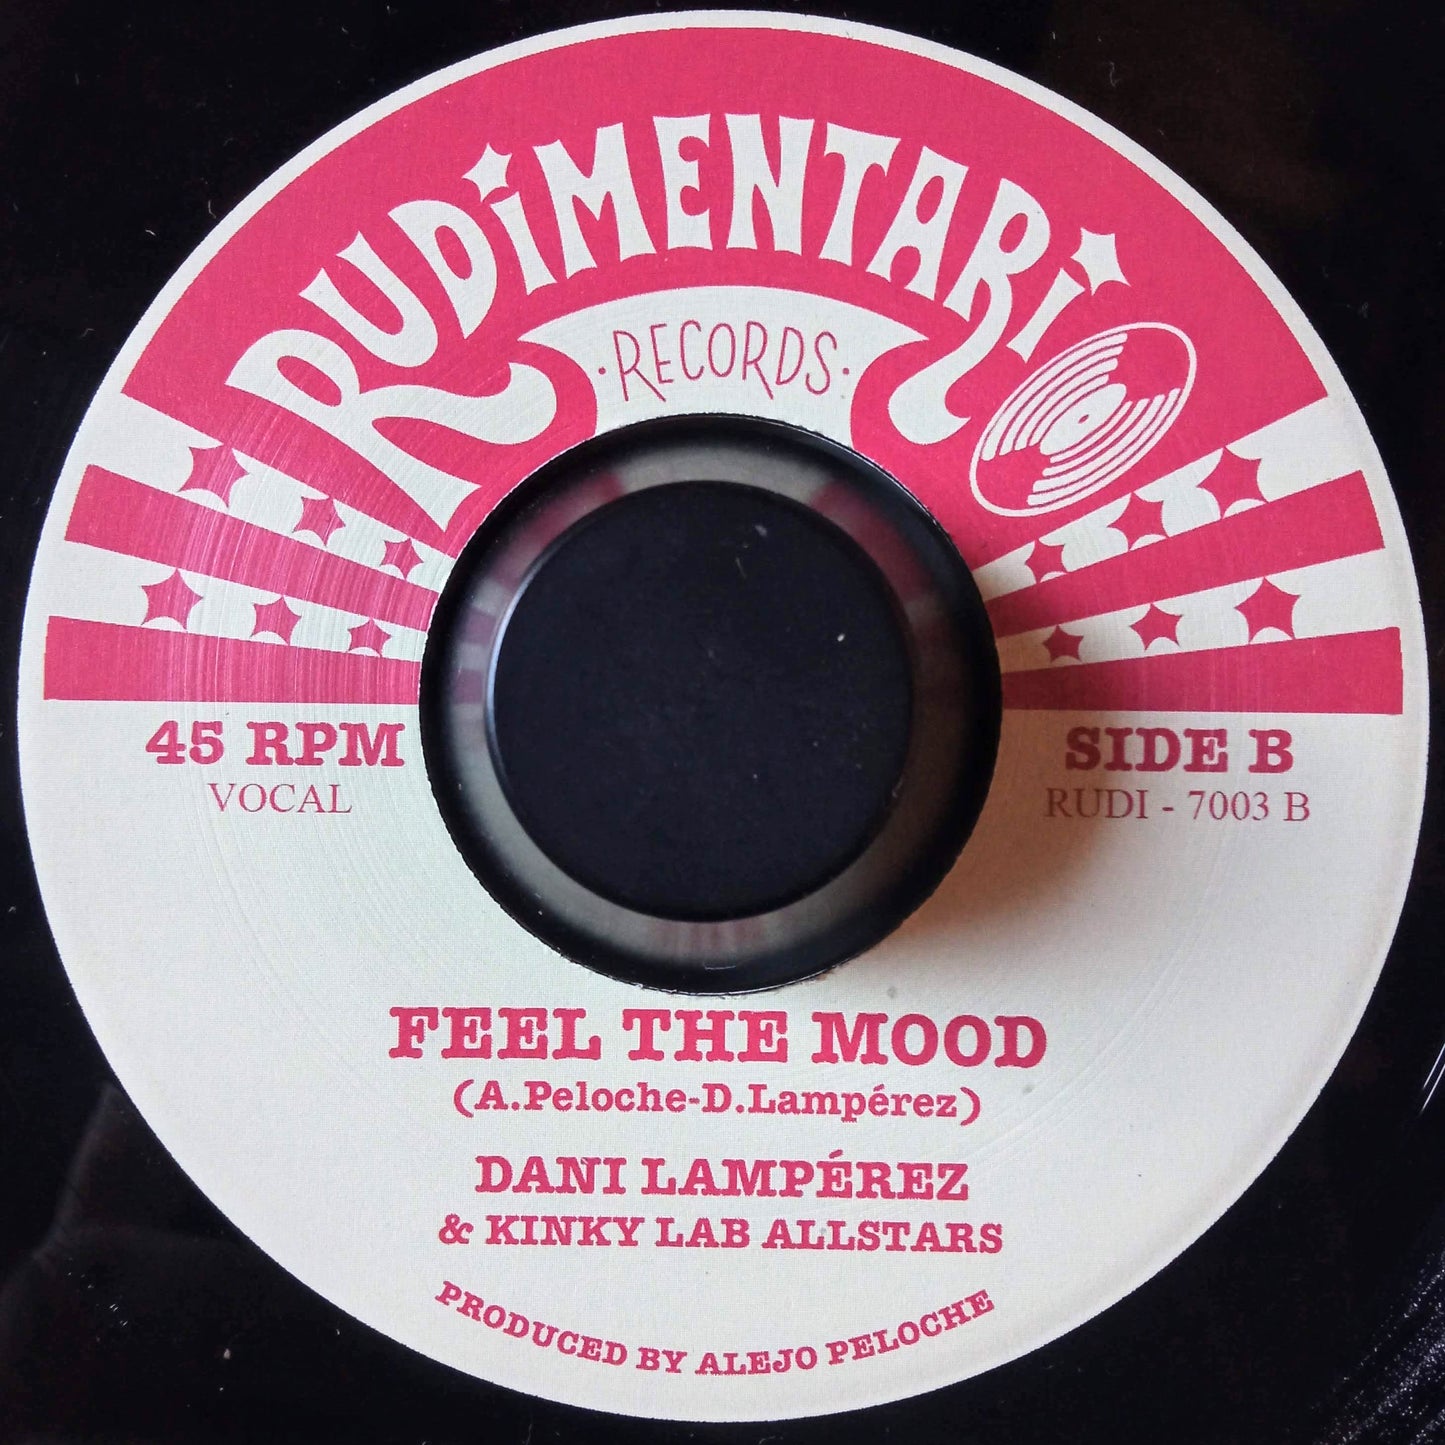 RUDiMENTARi
·RECORDS·
45 RPM
VOCAL
SIDE B
RUDI - 7003 B
FEEL THE MOOD
(A.Peloche-D.Lampérez)
DANI LAMPÉREZ
& KINKY LAB ALLSTARS
PRODUCED BY ALEJO PELOCHE